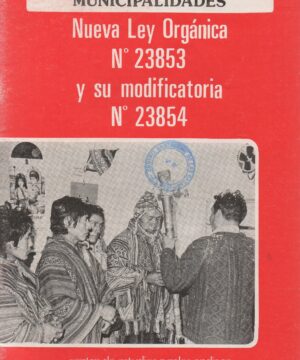 MUNICIPALIDADES
Nueva Ley Orgánica
N° 23853
y su modificatoria
N° 23854